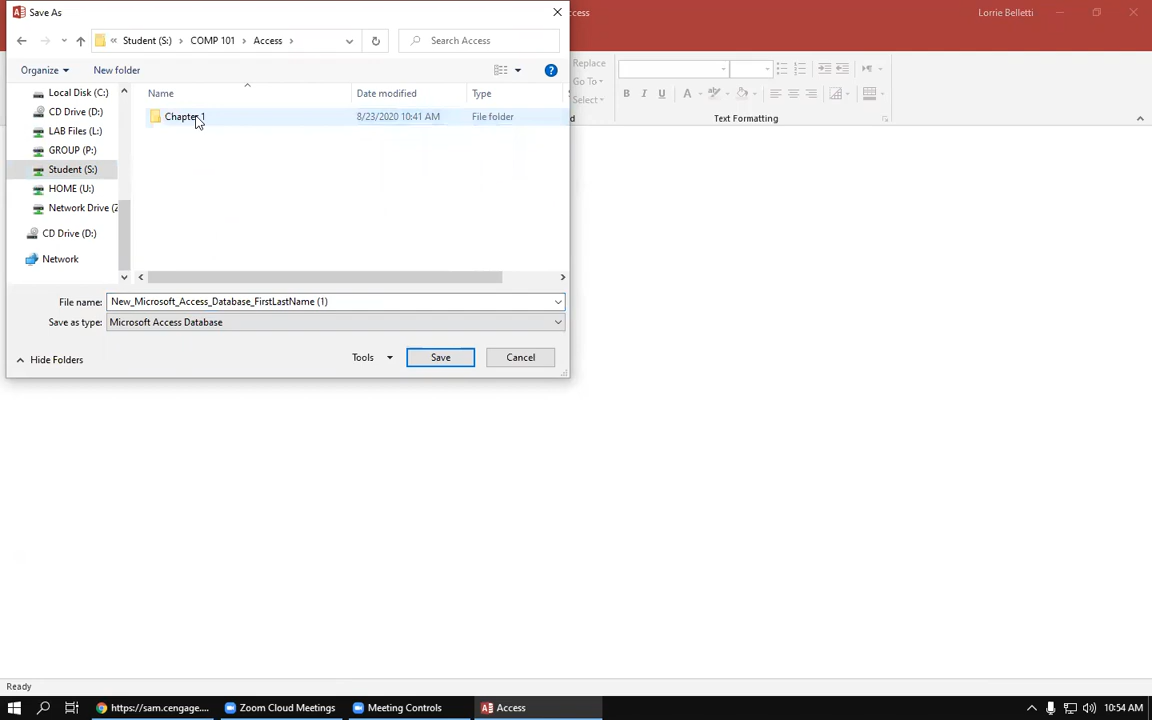 Save As
ccess
Lorrie Belletti
Student (S:) COMP 101 Access
Search Access
Organize
New folder
Replace
Go To
Select
B I U A
d
Text Formatting
Local Disk (C:)
CD Drive (D:)
LAB Files (L:)
GROUP (P:)
Student (S:)
HOME (U:)
Network Drive (Z
CD Drive (D:)
Network
Name Date modified Type
Chapter 1 8/23/2020 10:41 AM File folder
File name: New_Microsoft_Access_Database_FirstLastName (1)
Save as type: Microsoft Access Database
Hide Folders
Tools
Save
Cancel
Ready
https://sam.cengage....
Zoom Cloud Meetings
Meeting Controls
Access
10:54 AM